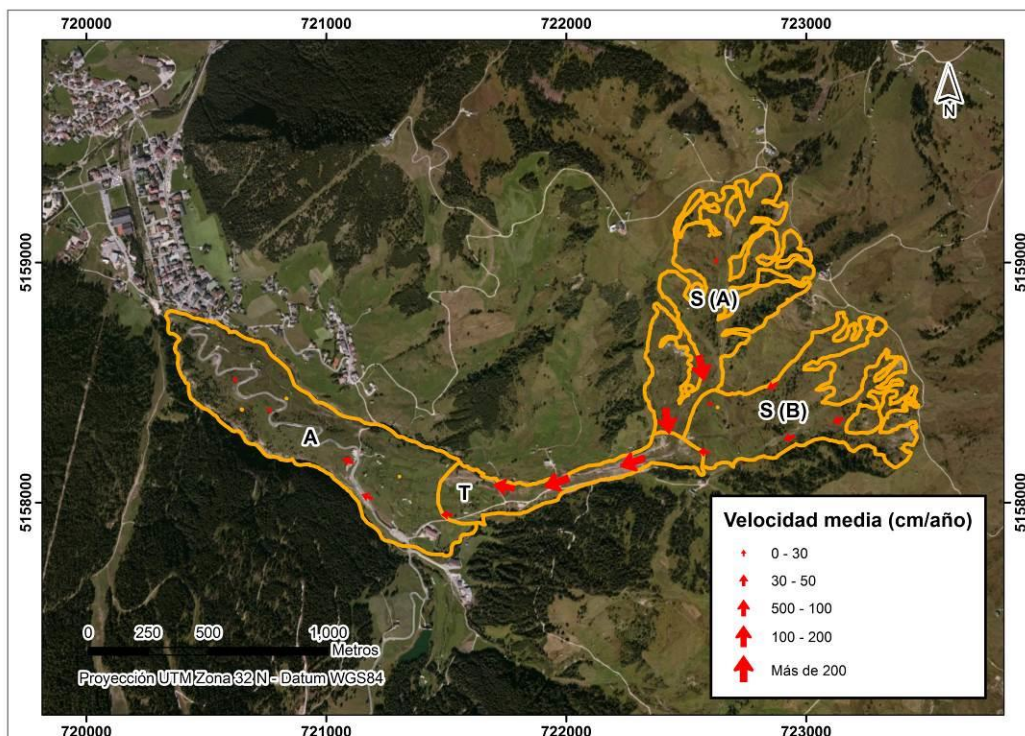 720000 721000 722000 723000
N
5159000 5159000
S (A)
S (B)
A
T
5158000 5158000
Velocidad media (cm/año)
0 - 30
30 - 50
500 - 100
100 - 200
Más de 200
0 250 500 1,000
Metros
Proyección UTM Zona 32 N - Datum WGS84
720000 721000 722000 723000